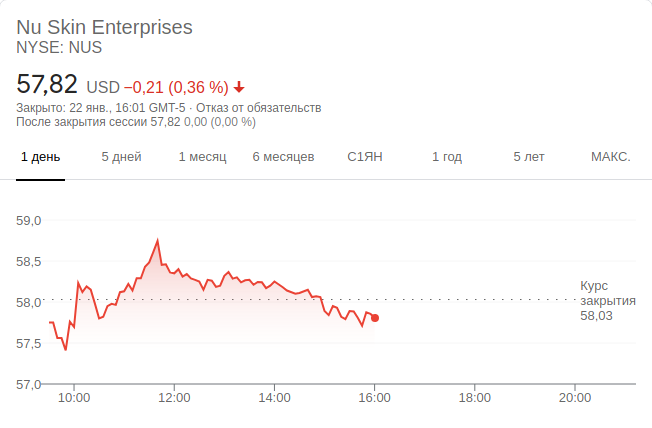 Nu Skin Enterprises
NYSE: NUS
57,82 USD −0,21 (0,36 %)
Закрыто: 22 янв., 16:01 GMT-5 · Отказ от обязательств
После закрытия сессии 57,82 0,00 (0,00 %)
1 день 5 дней 1 месяц 6 месяцев С1ЯН 1 год 5 лет МАКС.
59,0
58,5
58,0
57,5
57,0
Курс
закрытия
58,03
10:00 12:00 14:00 16:00 18:00 20:00